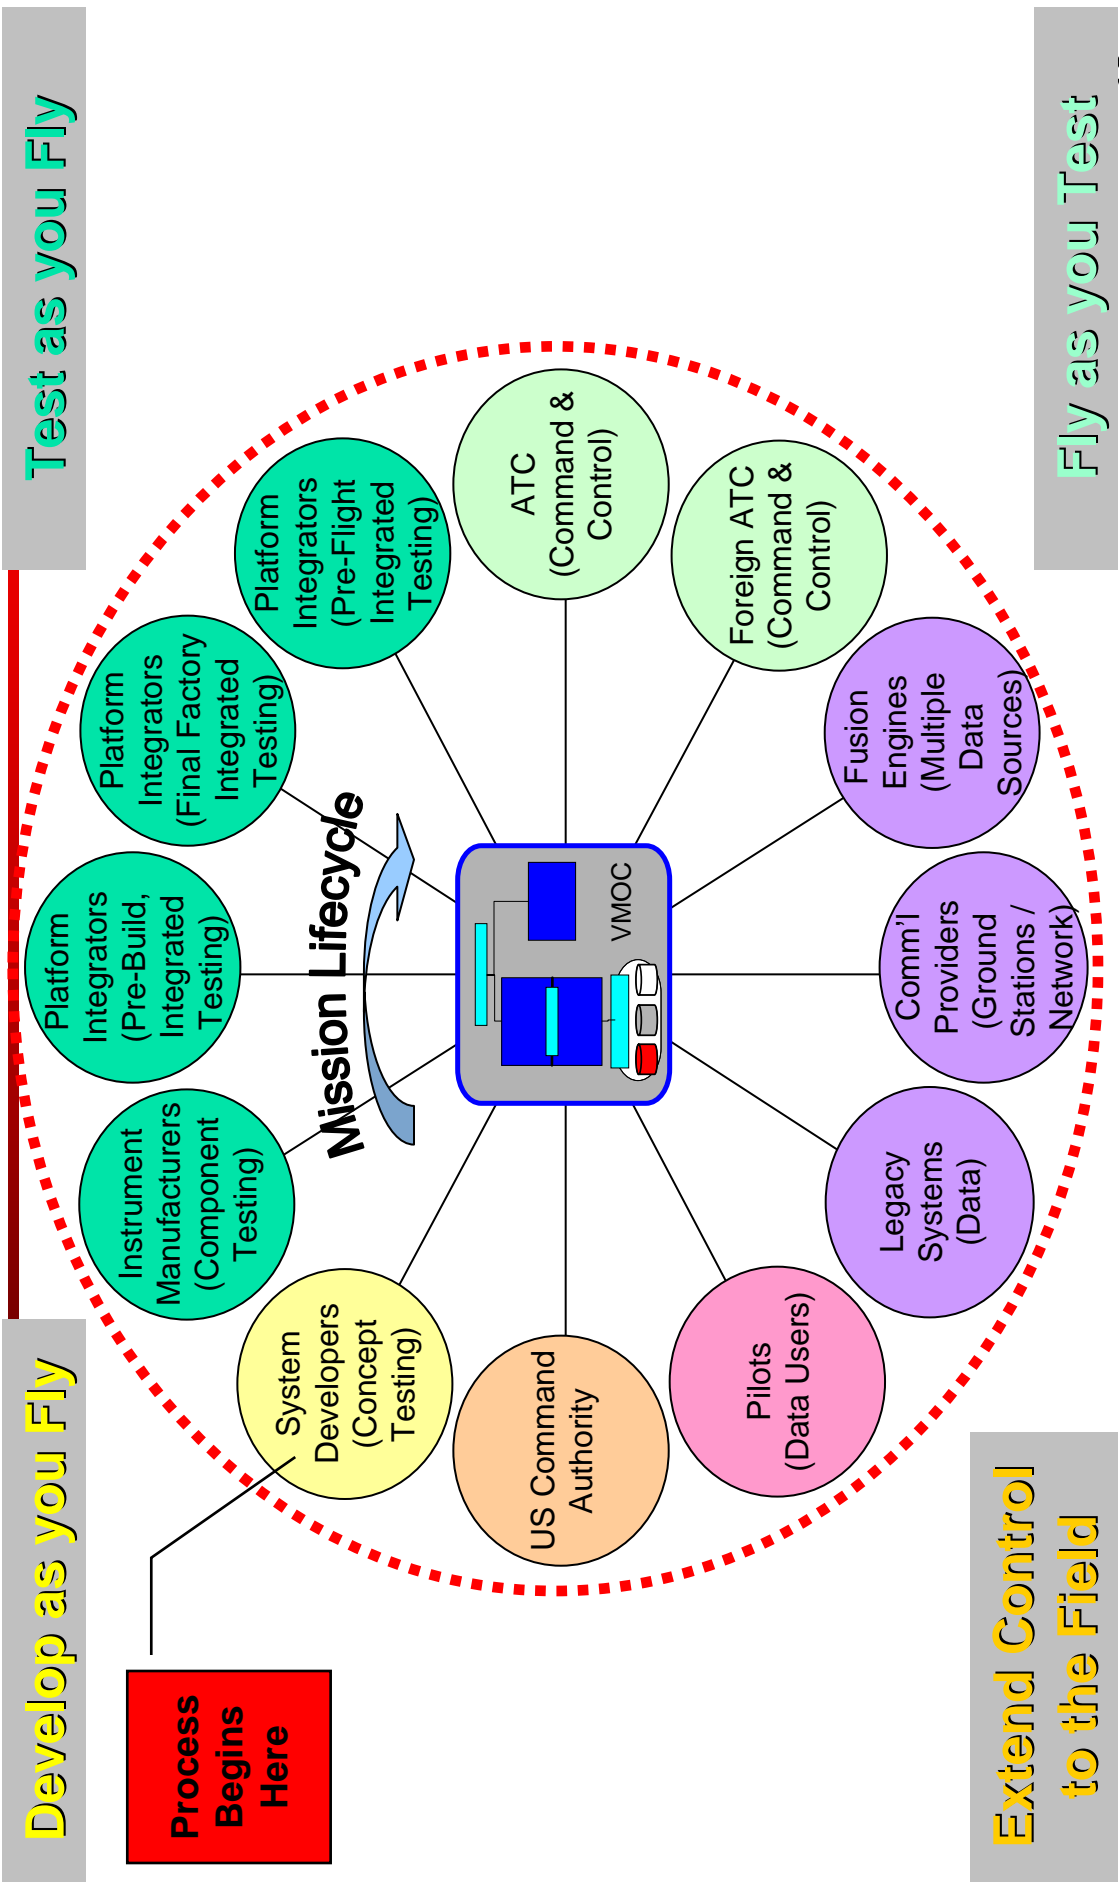 Develop as you Fly
Test as you Fly
Process
Begins
Here
System
Developers
(Concept
Testing)
Instrument
Manufacturers
(Component
Testing)
Platform
Integrators
(Pre-Build,
Integrated
Testing)
Platform
Integrators
(Final Factory
Integrated
Testing)
Platform
Integrators
(Pre-Flight
Integrated
Testing)
Mission Lifecycle
US Command
Authority
VMOC
ATC
(Command &
Control)
Pilots
(Data Users)
Legacy
Systems
(Data)
Comm'l
Providers
(Ground
Stations /
Network)
Fusion
Engines
(Multiple
Data
Sources)
Foreign ATC
(Command &
Control)
Extend Control
to the Field
Fly as you Test